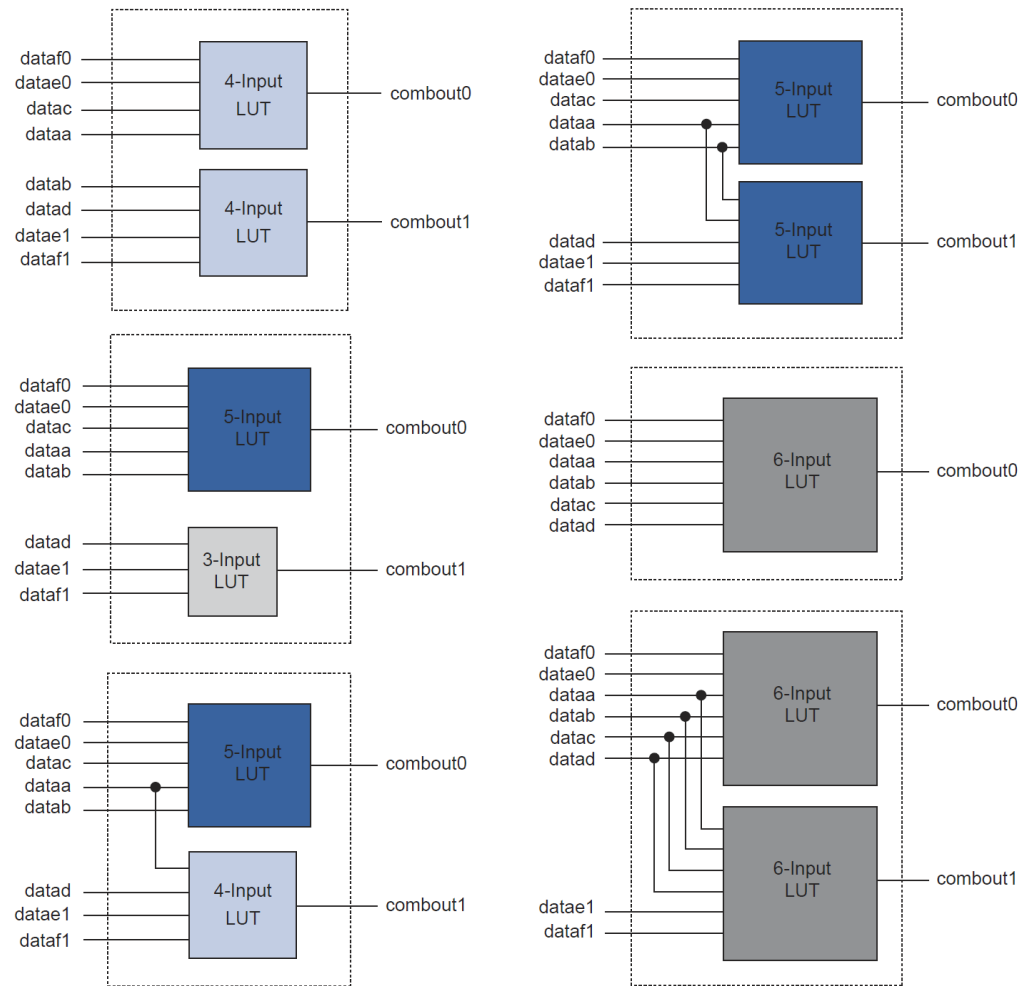 dataf0
datae0
datac
dataa
4-Input
LUT
combout0
datab
datad
datae1
dataf1
4-Input
LUT
combout1
dataf0
datae0
datac
dataa
datab
5-Input
LUT
combout0
datad
datae1
dataf1
3-Input
LUT
combout1
dataf0
datae0
datac
dataa
datab
5-Input
LUT
combout0
datad
datae1
dataf1
4-Input
LUT
combout1
dataf0
datae0
datac
dataa
datab
5-Input
LUT
combout0
datad
datae1
dataf1
5-Input
LUT
combout1
dataf0
datae0
dataa
datab
datac
datad
6-Input
LUT
combout0
dataf0
datae0
dataa
datab
datac
datad
6-Input
LUT
combout0
datae1
dataf1
6-Input
LUT
combout1